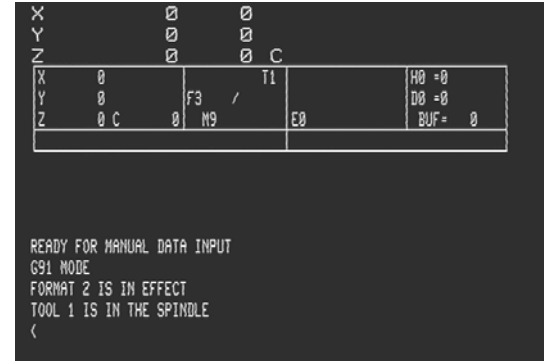 X 0 0
Y 0 0
Z 0 0 C
X 0 T1 H0 =0
Y 0 F3 / D0 =0
Z 0 C 0 M9 E0 BUF= 0
READY FOR MANUAL DATA INPUT
G91 MODE
FORMAT 2 IS IN EFFECT
TOOL 1 IS IN THE SPINDLE
(